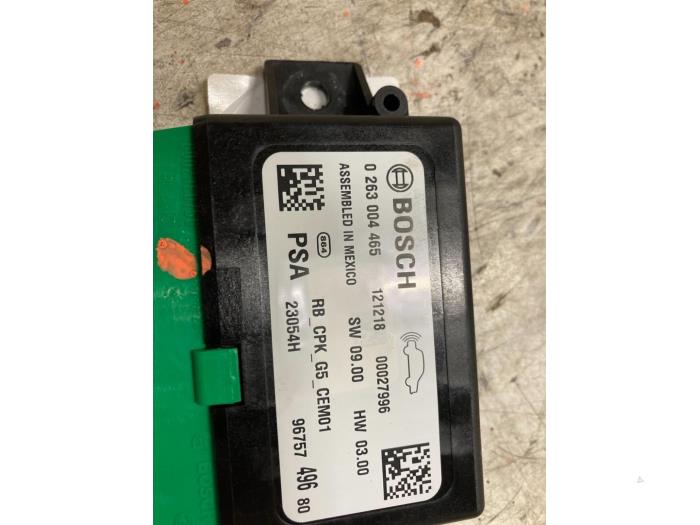 BOSCH
0 263 004 465 121218 00027996
ASSEMBLED IN MEXICO SW 09.00 HW 03.00
864
PSA RB_CPK_G5_CEM01
23054H 96757 496 80